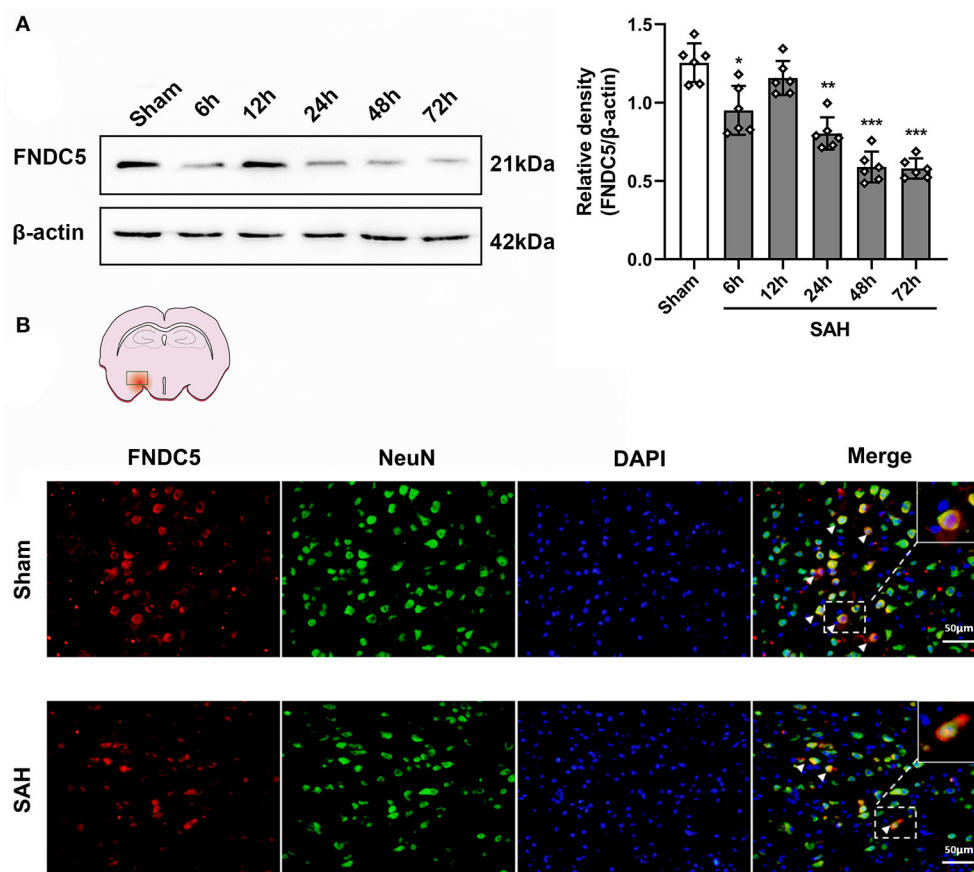 A
Sham 6h 12h 24h 48h 72h
FNDC5 21kDa
β-actin 42kDa
Relative density
(FNDC5/β-actin)
1.5
1.0
0.5
0.0
* ** *** ***
Sham 6h 12h 24h 48h 72h
SAH
B
FNDC5 NeuN DAPI Merge
Sham
50μm
SAH
50μm